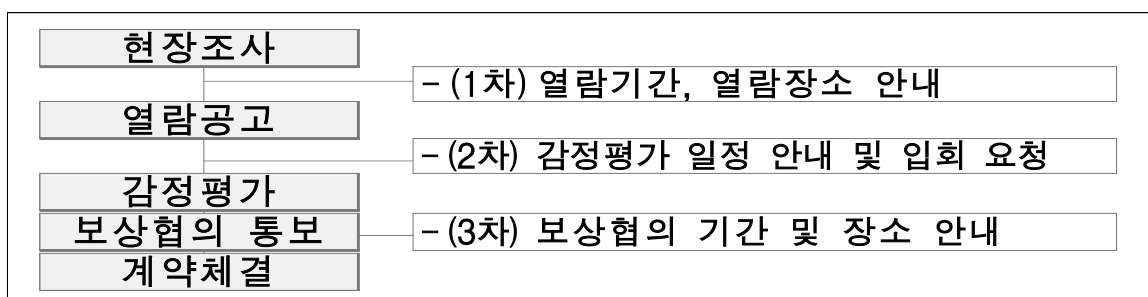 현장조사
– (1차) 열람기간, 열람장소 안내
열람공고
– (2차) 감정평가 일정 안내 및 입회 요청
감정평가
보상협의 통보
– (3차) 보상협의 기간 및 장소 안내
계약체결